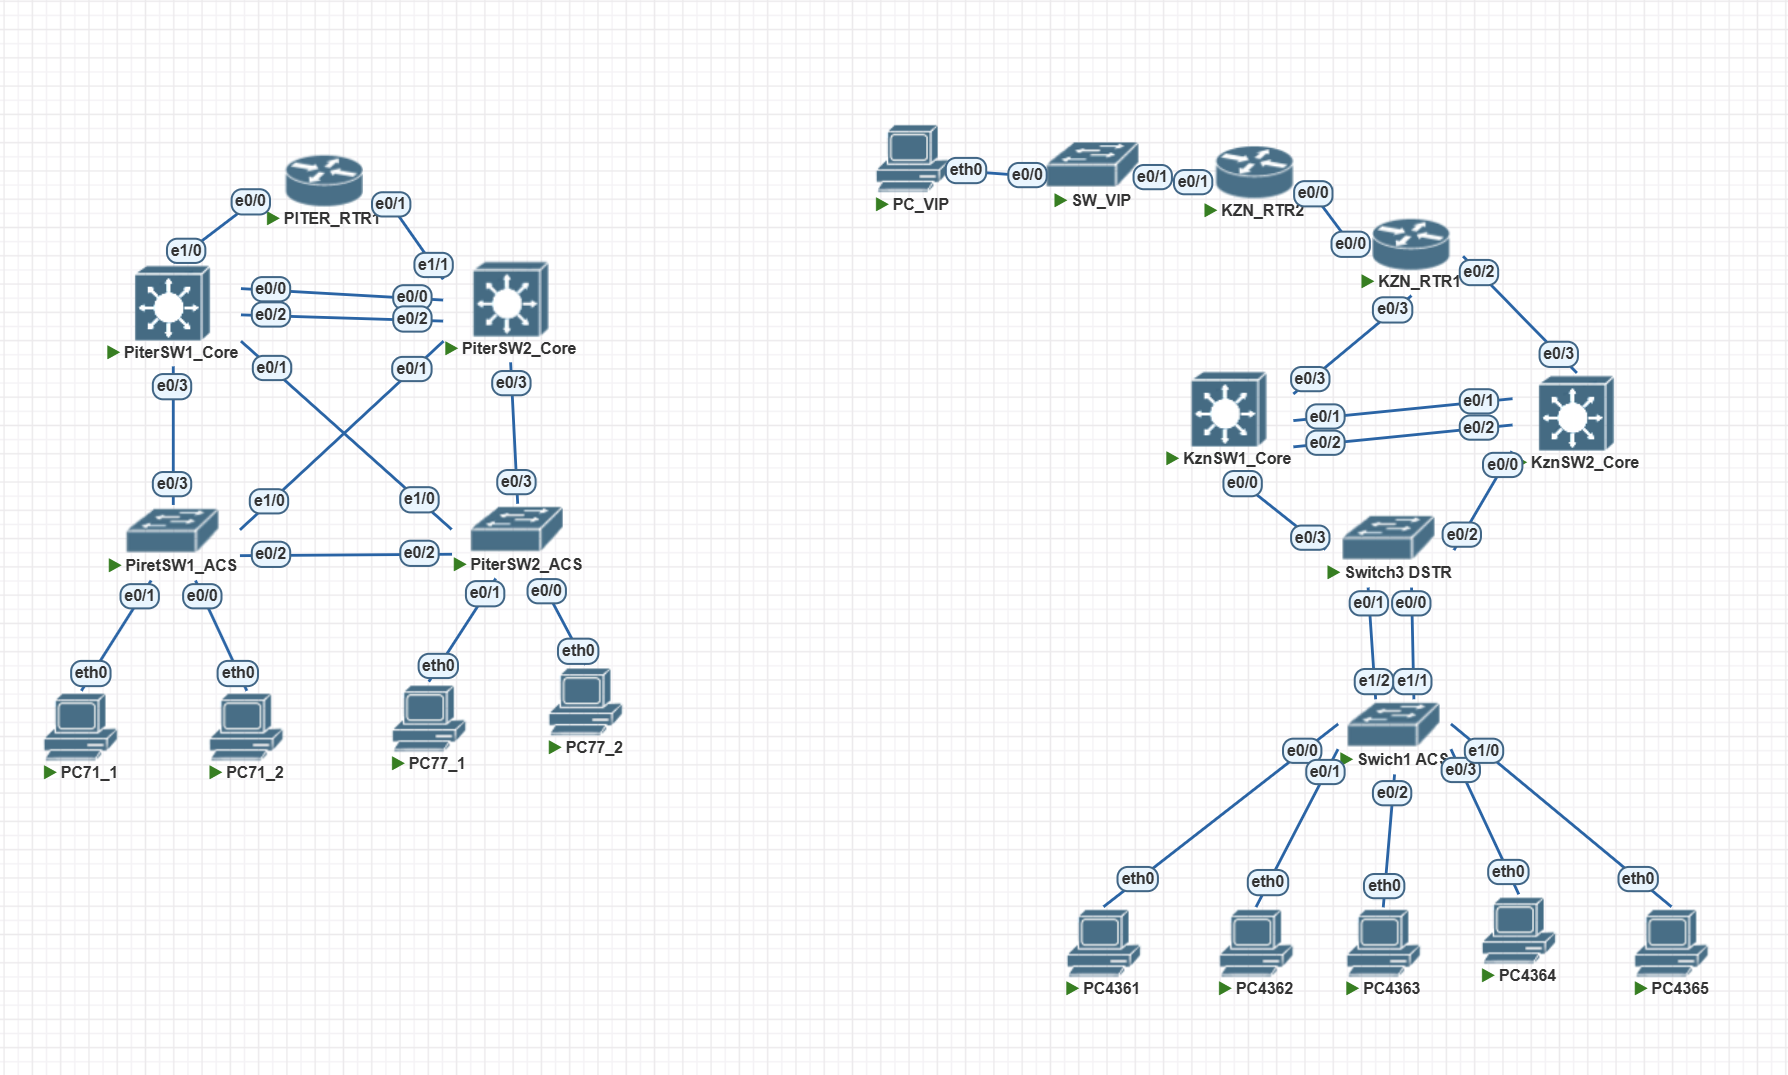 e0/0
PITER_RTR1
e0/1
e1/0
e1/1
e0/0
e0/0
e0/2
e0/2
PiterSW1_Core
PiterSW2_Core
e0/1
e0/1
e0/3
e0/3
e0/3
e0/3
e1/0
e1/0
PiretSW1_ACS
e0/2
e0/2
PiterSW2_ACS
e0/1
e0/0
e0/1
e0/0
eth0
eth0
eth0
eth0
PC71_1
PC71_2
PC77_1
PC77_2
eth0
e0/0
e0/1
e0/1
PC_VIP
SW_VIP
KZN_RTR2
e0/0
e0/0
KZN_RTR1
e0/2
e0/3
e0/3
e0/3
e0/1
e0/1
e0/2
e0/2
KznSW1_Core
e0/0
KznSW2_Core
e0/0
e0/3
e0/2
Switch3 DSTR
e0/1
e0/0
e1/2
e1/1
Swich1 ACS
e0/0
e0/1
e0/2
e0/3
e1/0
eth0
eth0
eth0
eth0
eth0
PC4361
PC4362
PC4363
PC4364
PC4365